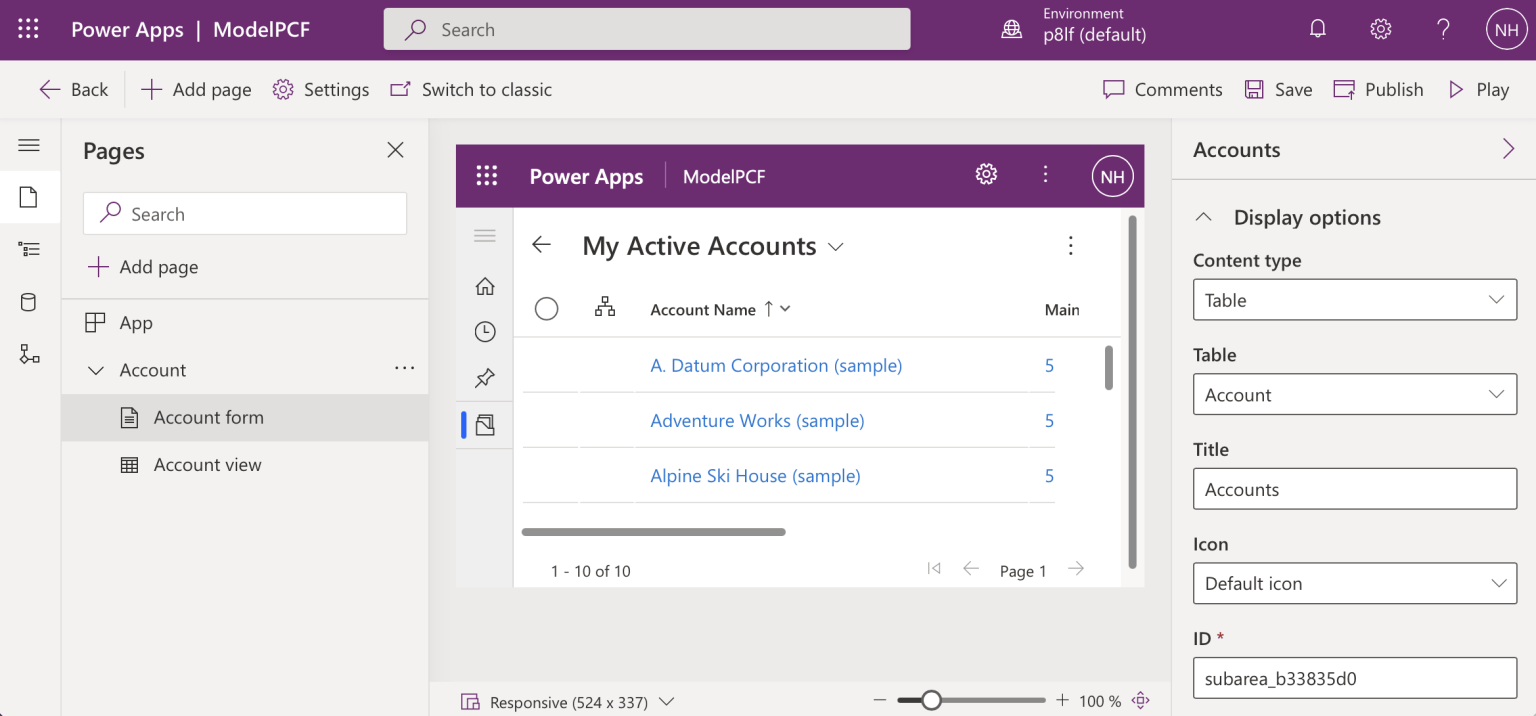 Power Apps | ModelPCF
Search
Environment
p8lf (default)
NH
Back
Add page
Settings
Switch to classic
Comments
Save
Publish
Play
Pages
Search
Add page
App
Account
Account form
Account view
Power Apps
ModelPCF
NH
My Active Accounts
Account Name
Main
A. Datum Corporation (sample) 5
Adventure Works (sample) 5
Alpine Ski House (sample) 5
1 - 10 of 10
Page 1
Responsive (524 x 337)
100 %
Accounts
Display options
Content type
Table
Table
Account
Title
Accounts
Icon
Default icon
ID *
subarea_b33835d0